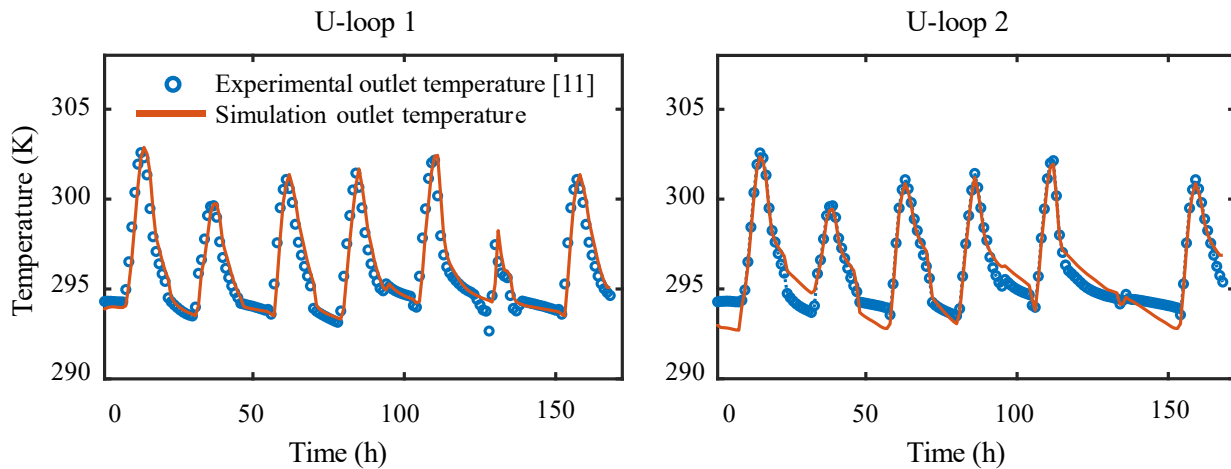 U-loop 1
Experimental outlet temperature [11]
Simulation outlet temperature
Temperature (K)
305
300
295
290
0
50
100
150
Time (h)
U-loop 2
305
300
295
290
0
50
100
150
Time (h)